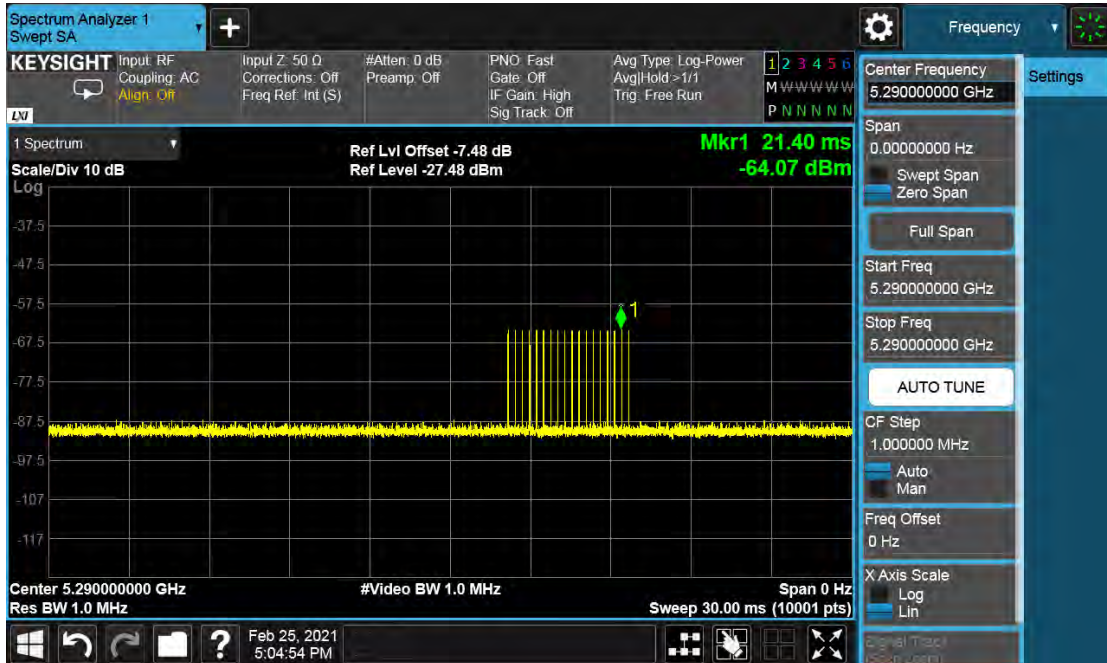 Spectrum Analyzer 1
Swept SA
Frequency
KEYSIGHT
Input: RF
Coupling: AC
Align: Off
Input Z: 50 Ω
Corrections: Off
Freq Ref: Int (S)
#Atten: 0 dB
Preamp: Off
PNO: Fast
Gate: Off
IF Gain: High
Sig Track: Off
Avg Type: Log-Power
Avg|Hold >1/1
Trig: Free Run
1 2 3 4 5 6
M W W W W W
P N N N N N
LXI
1 Spectrum
Scale/Div 10 dB
Log
Ref Lvl Offset -7.48 dB
Ref Level -27.48 dBm
Mkr1 21.40 ms
-64.07 dBm
-37.5
-47.5
-57.5
-67.5
-77.5
-87.5
-97.5
-107
-117
1
Center 5.290000000 GHz
Res BW 1.0 MHz
#Video BW 1.0 MHz
Span 0 Hz
Sweep 30.00 ms (10001 pts)
?
Feb 25, 2021
5:04:54 PM
Center Frequency
5.290000000 GHz
Settings
Span
0.00000000 Hz
Swept Span
Zero Span
Full Span
Start Freq
5.290000000 GHz
Stop Freq
5.290000000 GHz
AUTO TUNE
CF Step
1.000000 MHz
Auto
Man
Freq Offset
0 Hz
X Axis Scale
Log
Lin
Signal Track